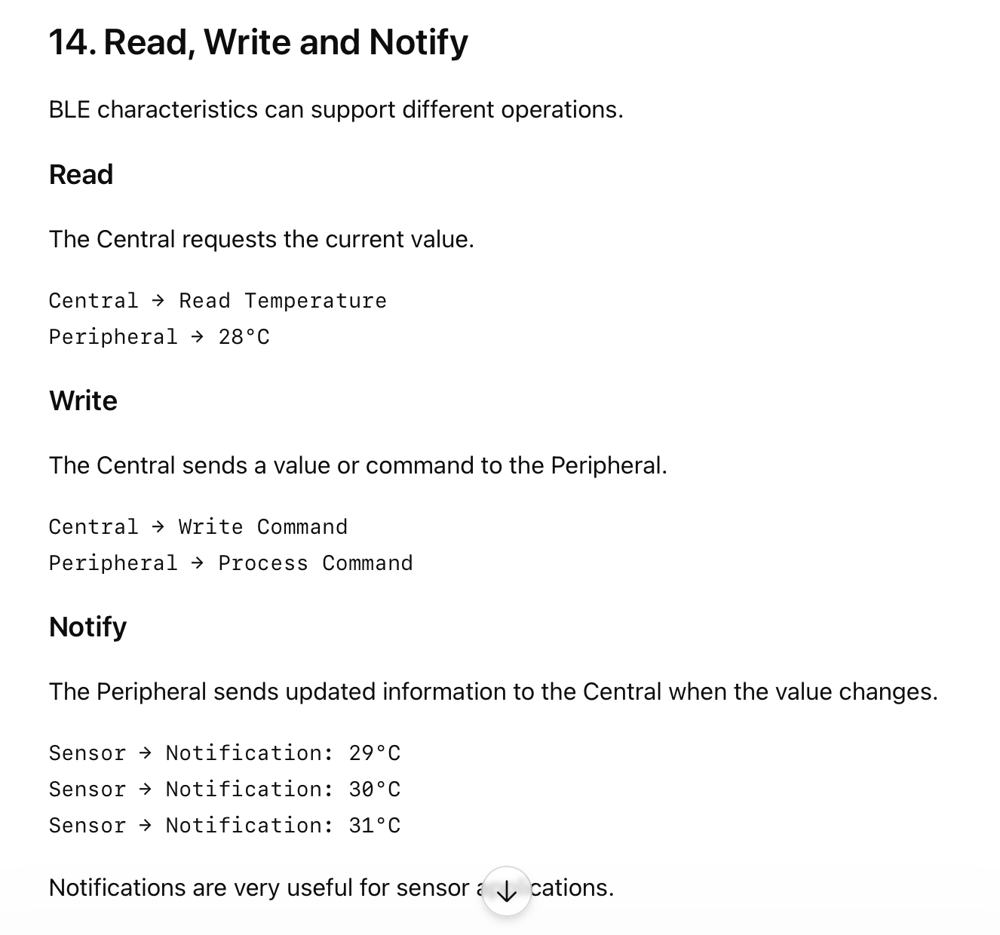 14. Read, Write and Notify
BLE characteristics can support different operations.
Read
The Central requests the current value.
Central → Read Temperature
Peripheral → 28°C
Write
The Central sends a value or command to the Peripheral.
Central → Write Command
Peripheral → Process Command
Notify
The Peripheral sends updated information to the Central when the value changes.
Sensor → Notification: 29°C
Sensor → Notification: 30°C
Sensor → Notification: 31°C
Notifications are very useful for sensor